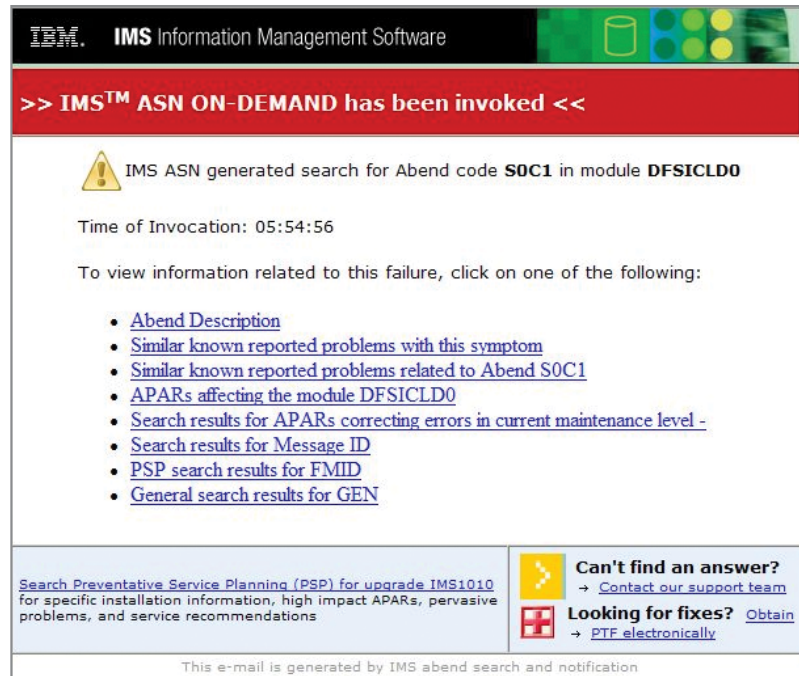 IBM. IMS Information Management Software
>> IMS™ ASN ON-DEMAND has been invoked <<
IMS ASN generated search for Abend code S0C1 in module DFSICLD0
Time of Invocation: 05:54:56
To view information related to this failure, click on one of the following:
• Abend Description
• Similar known reported problems with this symptom
• Similar known reported problems related to Abend S0C1
• APARs affecting the module DFSICLD0
• Search results for APARs correcting errors in current maintenance level -
• Search results for Message ID
• PSP search results for FMID
• General search results for GEN
Search Preventative Service Planning (PSP) for upgrade IMS1010
for specific installation information, high impact APARs, pervasive
problems, and service recommendations
Can't find an answer?
→ Contact our support team
Looking for fixes? Obtain
→ PTF electronically
This e-mail is generated by IMS abend search and notification